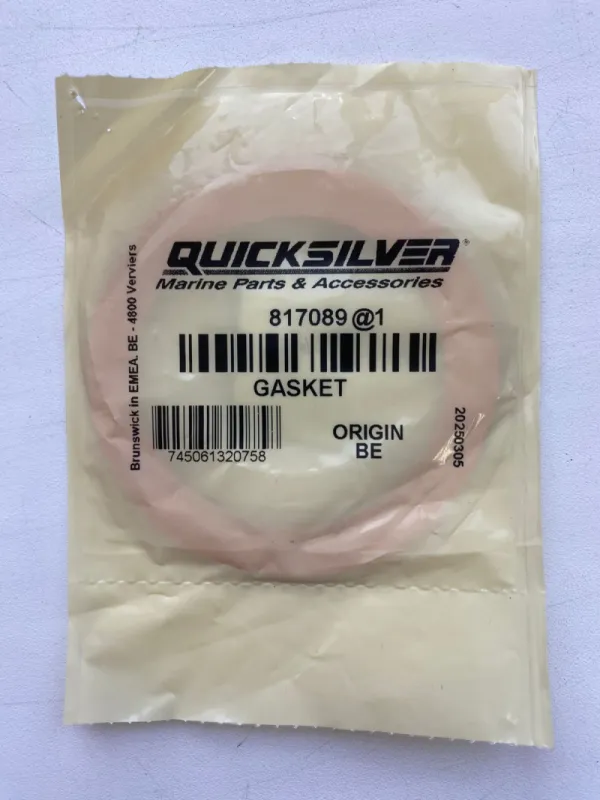 QUICKSILVER®
Marine Parts & Accessories
817089 @1
GASKET
745061320758
ORIGIN
BE
Brunswick in EMEA. BE - 4800 Verviers
20250305